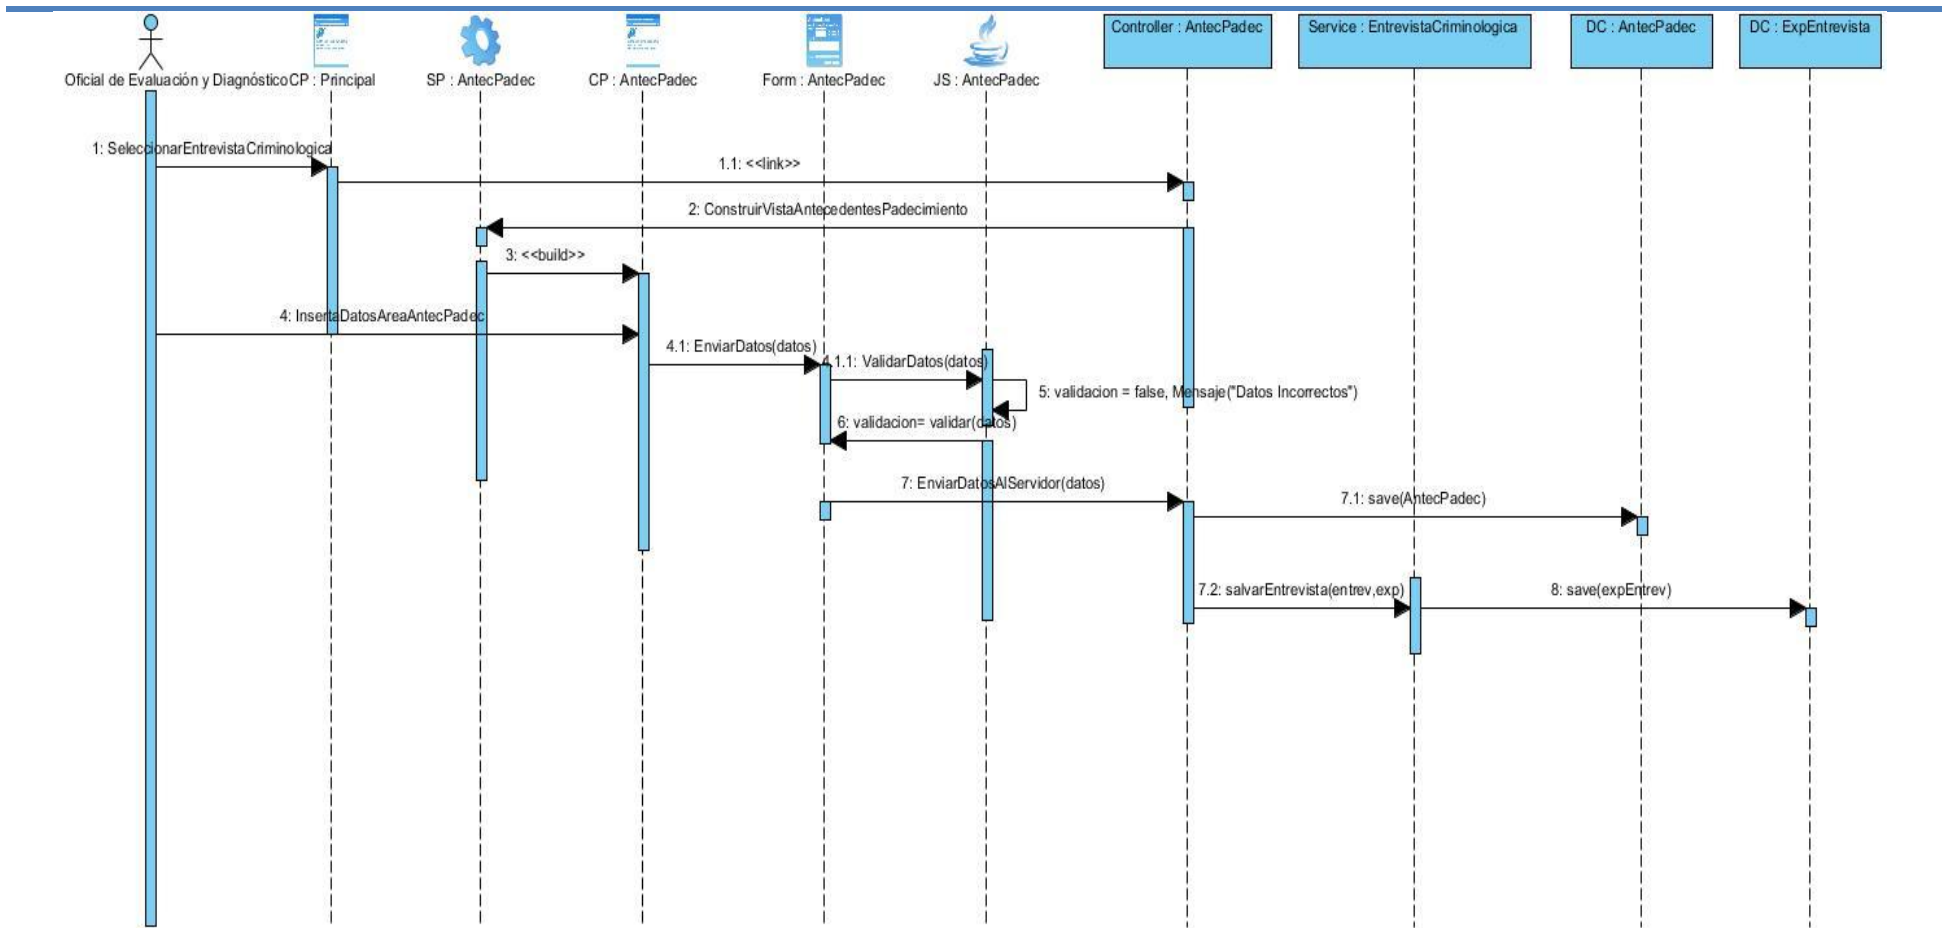 Controller : AntecPadec
Service : EntrevistaCriminologica
DC : AntecPadec
DC : ExpEntrevista
Oficial de Evaluación y Diagnóstico
CP : Principal
SP : AntecPadec
CP : AntecPadec
Form : AntecPadec
JS : AntecPadec
1: SeleccionarEntrevistaCriminologica
1.1: <<link>>
2: ConstruirVistaAntecedentesPadecimiento
3: <<build>>
4: InsertaDatosAreaAntecPadec
4.1: EnviarDatos(datos)
4.1.1: ValidarDatos(datos)
5: validacion = false, Mensaje("Datos Incorrectos")
6: validacion= validar(datos)
7: EnviarDatosAlServidor(datos)
7.1: save(AntecPadec)
7.2: salvarEntrevista(entrev,exp)
8: save(expEntrev)